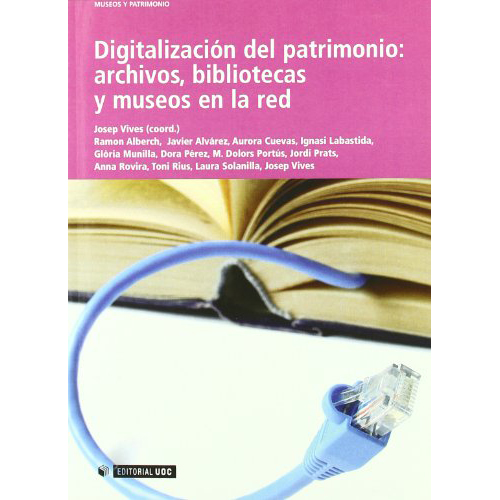 MUSEOS Y PATRIMONIO
Digitalización del patrimonio:
archivos, bibliotecas
y museos en la red
Josep Vives (coord.)
Ramon Alberch, Javier Alvárez, Aurora Cuevas, Ignasi Labastida,
Glória Munilla, Dora Pérez, M. Dolors Portús, Jordi Prats,
Anna Rovira, Toni Rius, Laura Solanilla, Josep Vives
EDITORIAL UOC